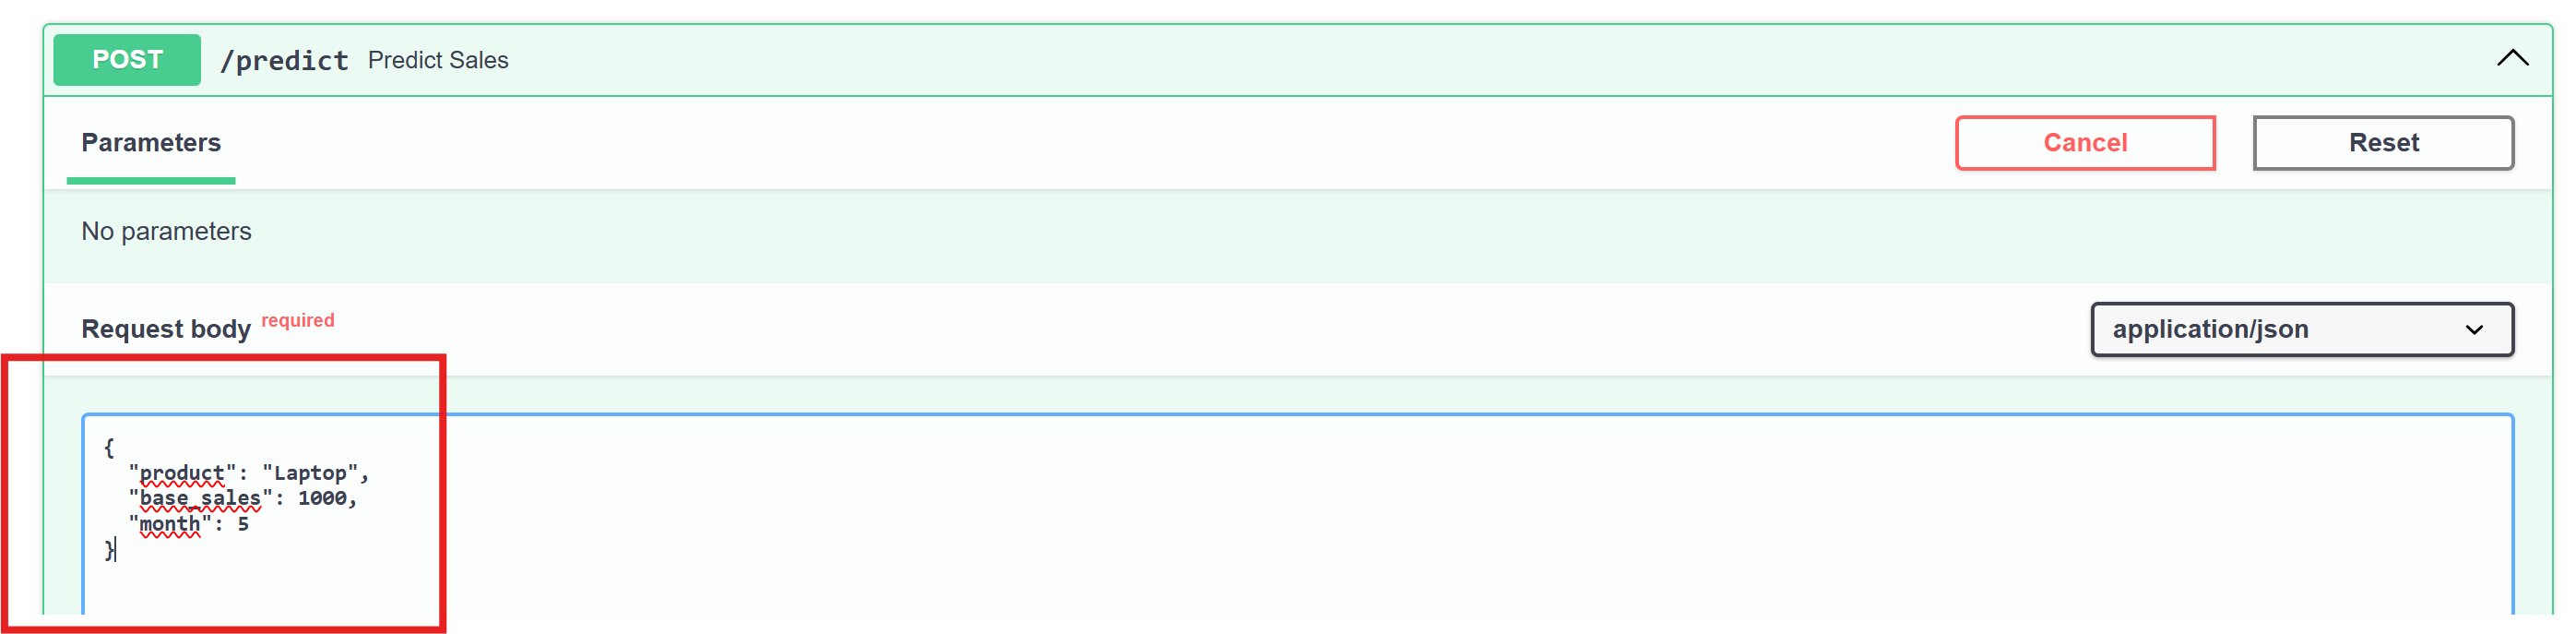 POST /predict Predict Sales
Parameters
Cancel
Reset
No parameters
Request body required
application/json
{
  "product": "Laptop",
  "base_sales": 1000,
  "month": 5
}